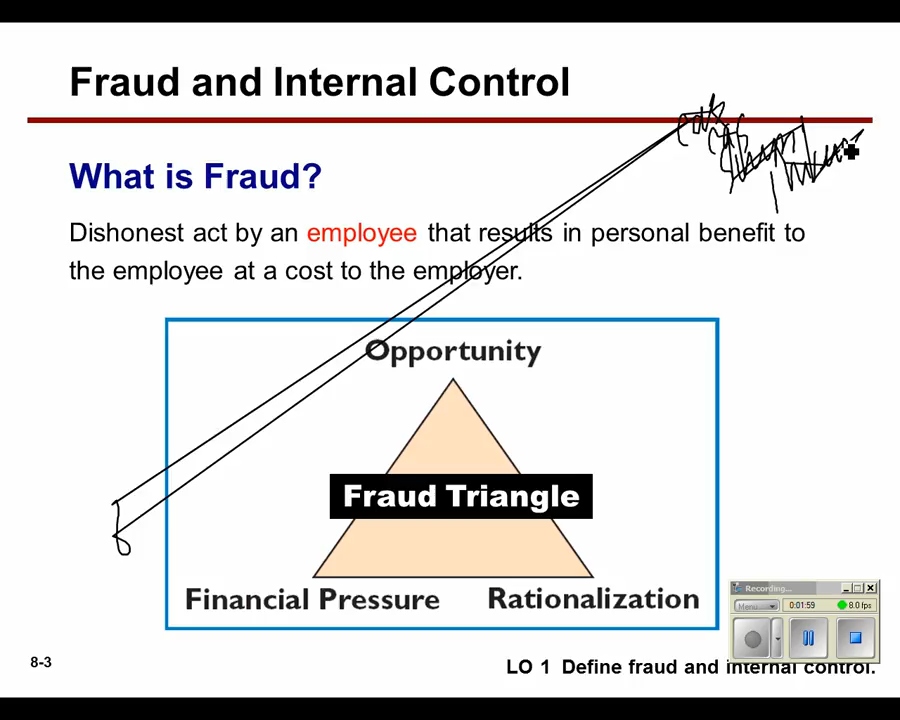 Fraud and Internal Control
What is Fraud?
Dishonest act by an employee that results in personal benefit to
the employee at a cost to the employer.
Opportunity
Fraud Triangle
Financial Pressure
Rationalization
Recording...
Menu
0:01:59
8.0 fps
8-3
LO 1 Define fraud and internal control.